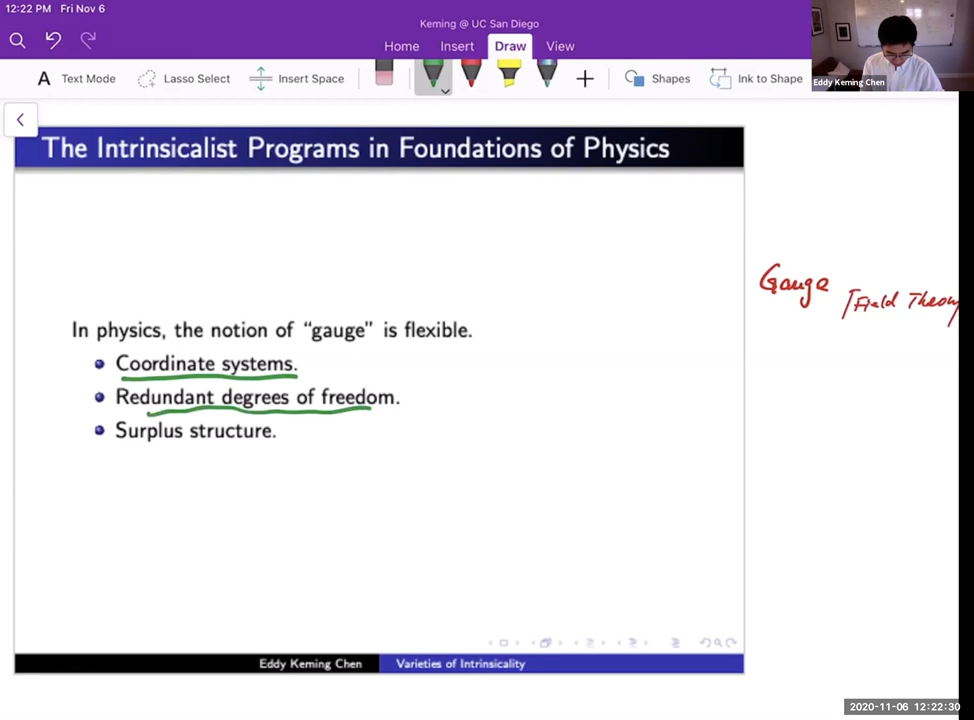 12:22 PM Fri Nov 6
Keming @ UC San Diego
Home Insert Draw View
A Text Mode Lasso Select Insert Space Shapes Ink to Shape
Eddy Keming Chen
The Intrinsicalist Programs in Foundations of Physics
Gauge
[Field Theory
In physics, the notion of “gauge” is flexible.
Coordinate systems.
Redundant degrees of freedom.
Surplus structure.
Eddy Keming Chen Varieties of Intrinsicality
2020-11-06 12:22:30